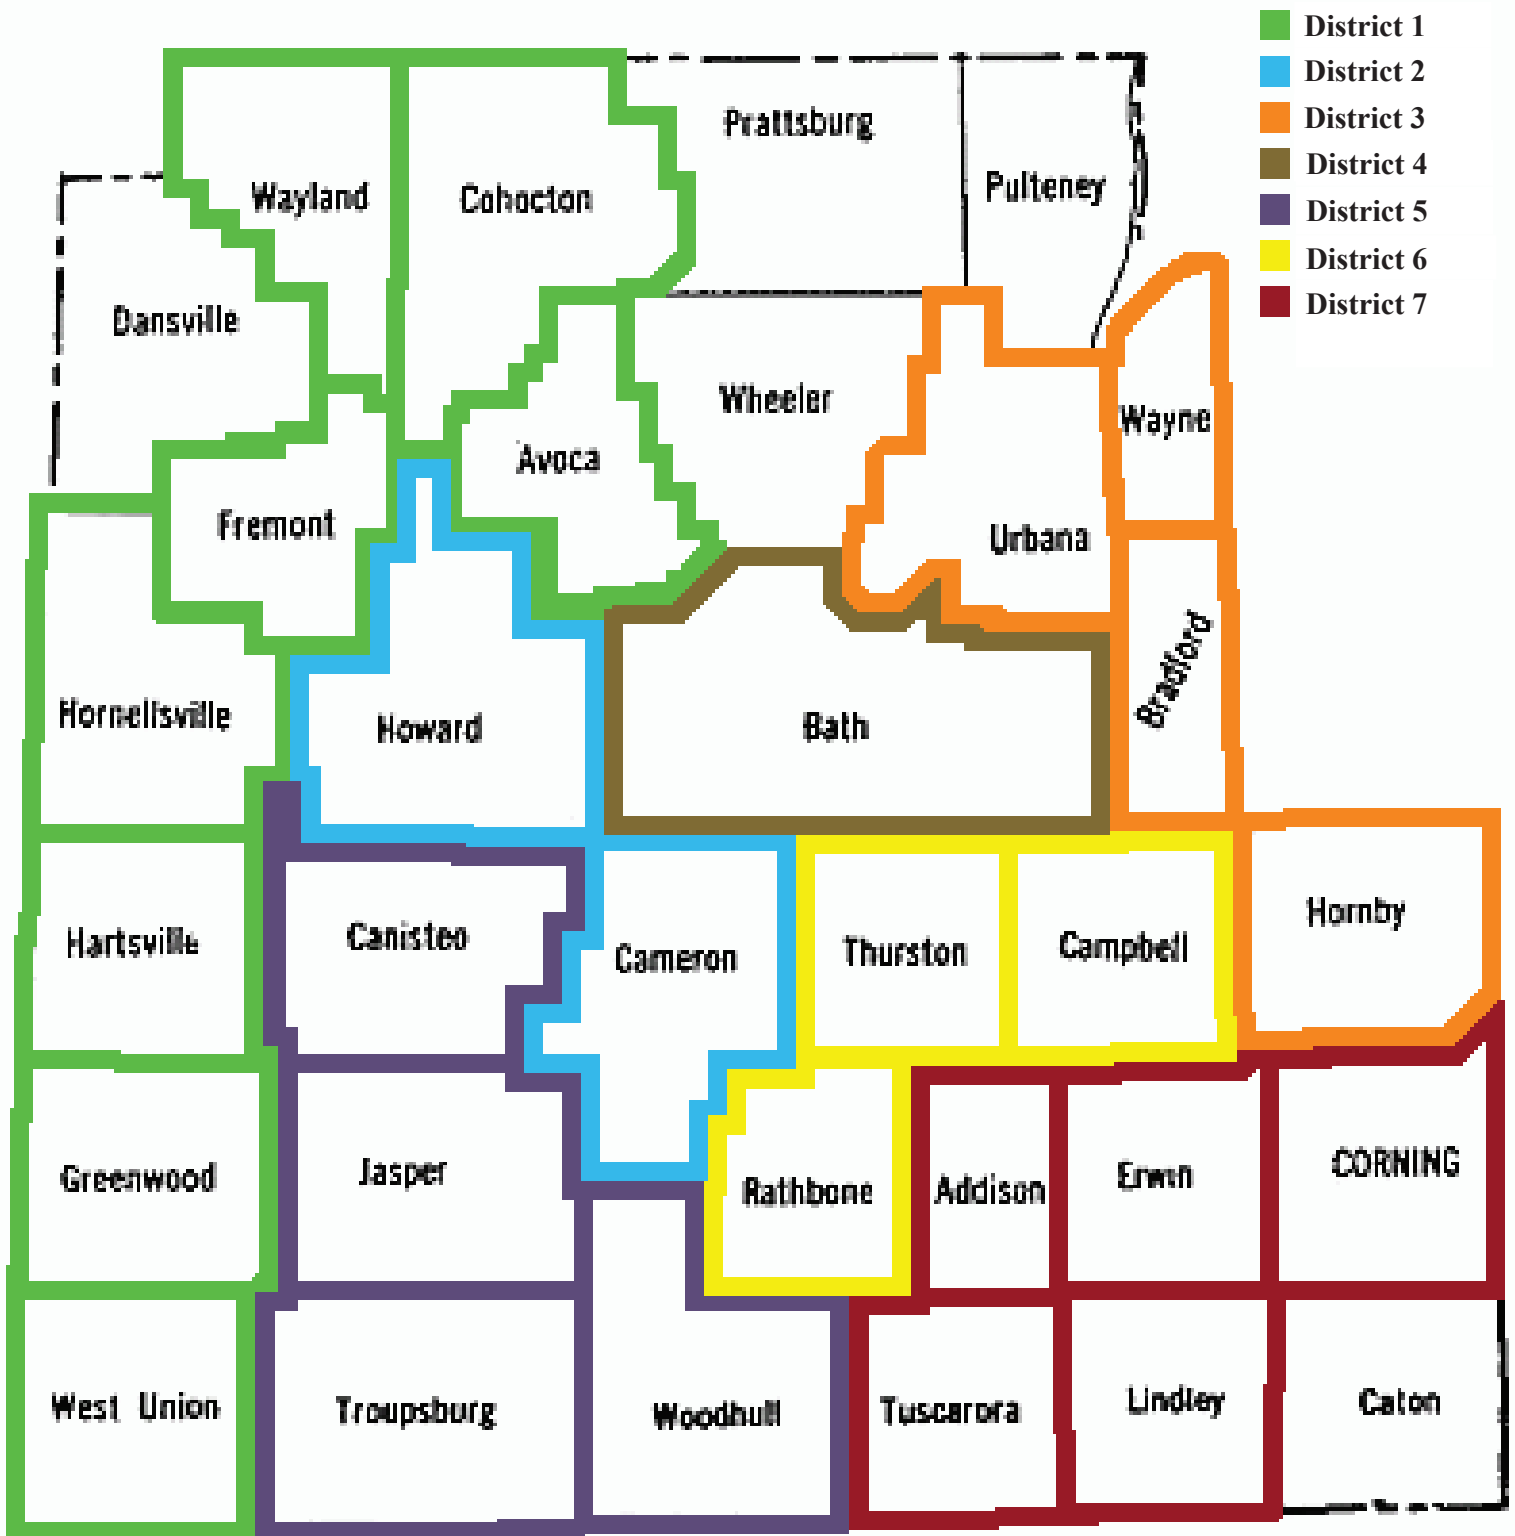 District 1
District 2
District 3
District 4
District 5
District 6
District 7
Prattsburg
Pulteney
Wayland
Cohocton
Dansville
Wheeler
Wayne
Avoca
Fremont
Urbana
Bradford
Hornellsville
Howard
Bath
Hornby
Hartsville
Canisteo
Cameron
Thurston
Campbell
Greenwood
Jasper
Rathbone
Addison
Erwin
CORNING
West Union
Troupsburg
Woodhull
Tuscarora
Lindley
Caton